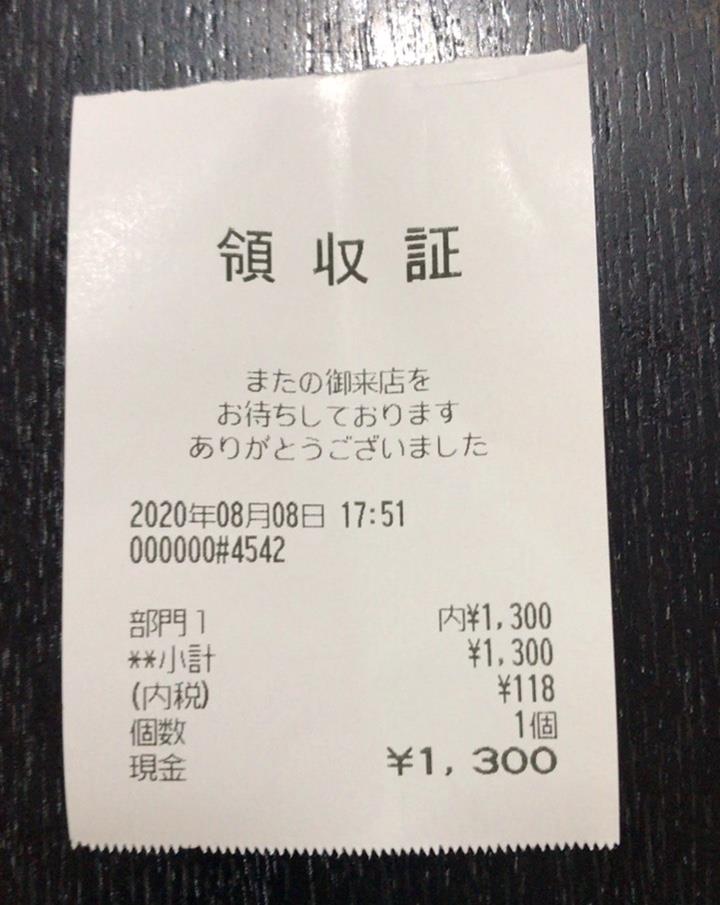 領収証
またの御来店を
お待ちしております
ありがとうございました
2020年08月08日 17:51
000000#4542
部門1 内¥1,300
**小計 ¥1,300
(内税) ¥118
個数 1個
現金 ¥1,300